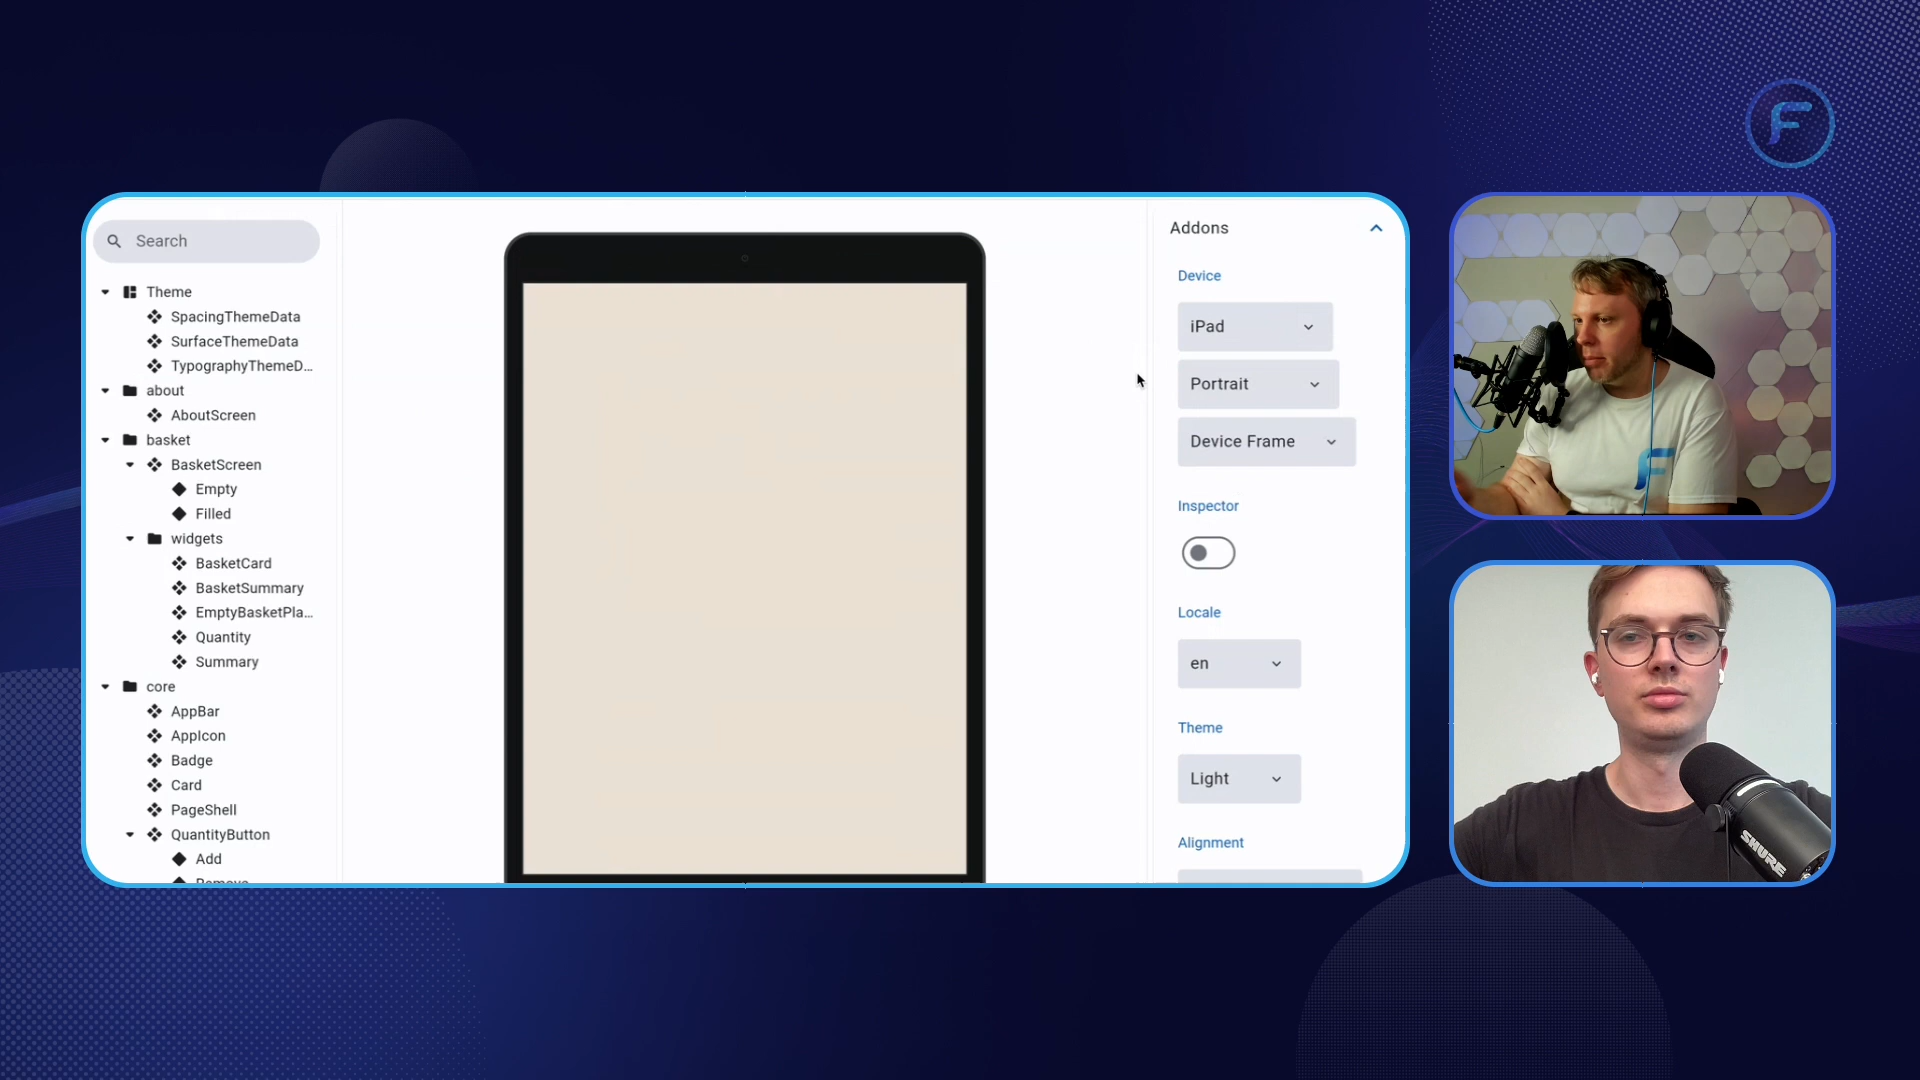 F
Search
Theme
SpacingThemeData
SurfaceThemeData
TypographyThemeD...
about
AboutScreen
basket
BasketScreen
Empty
Filled
widgets
BasketCard
BasketSummary
EmptyBasketPla...
Quantity
Summary
core
AppBar
AppIcon
Badge
Card
PageShell
QuantityButton
Add
Remove
Addons
Device
iPad
Portrait
Device Frame
Inspector
Locale
en
Theme
Light
Alignment
F
SHURE